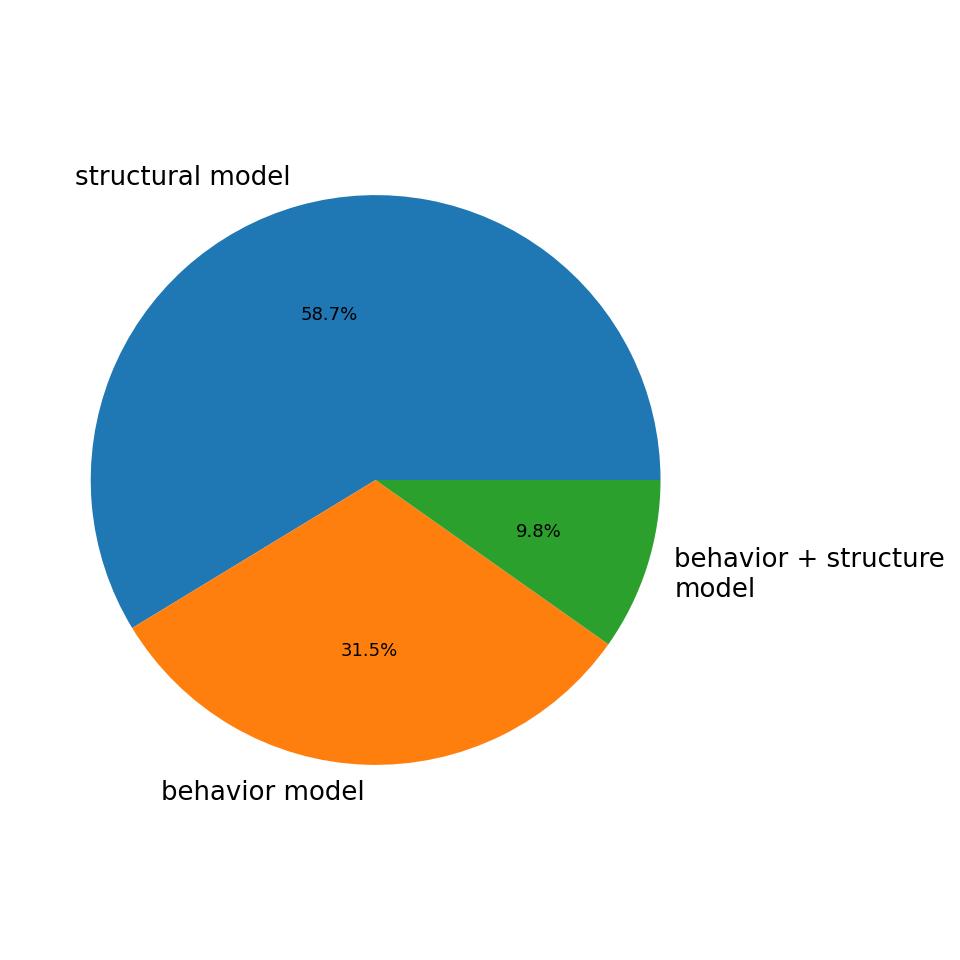 structural model
58.7%
9.8%
behavior + structure
model
31.5%
behavior model